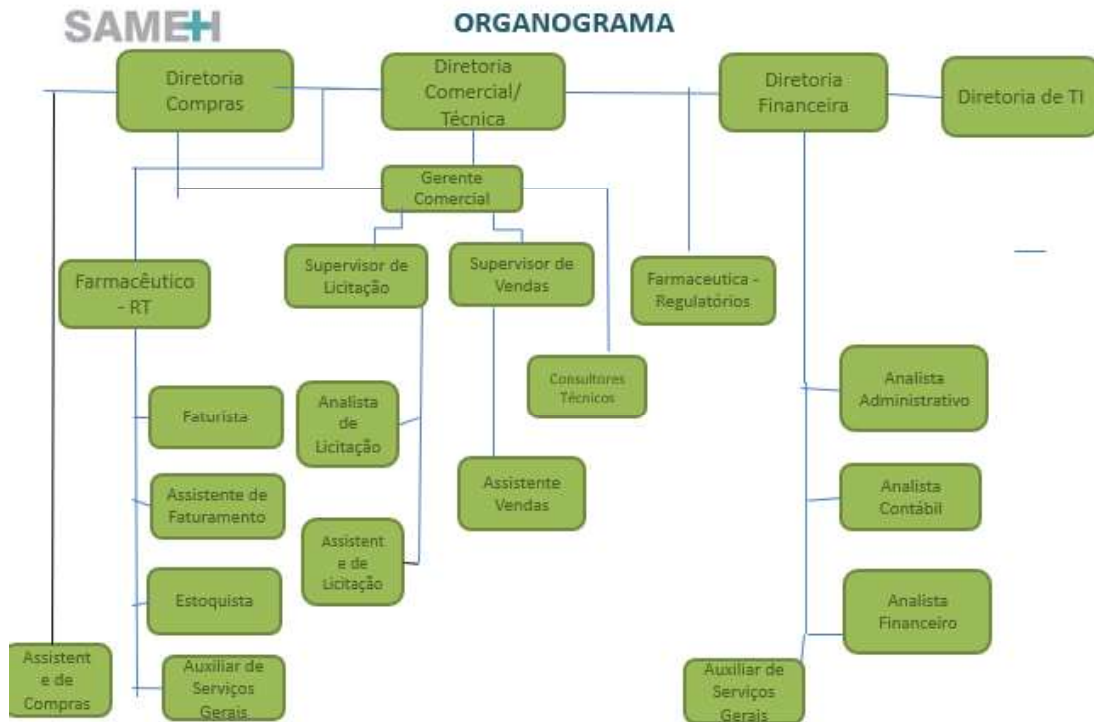 SAMEH
ORGANOGRAMA
Diretoria
Compras
Diretoria
Comercial/
Técnica
Diretoria
Financeira
Diretoria de TI
Gerente
Comercial
Supervisor de
Licitação
Supervisor de
Vendas
Farmaceutica -
Regulatórios
Farmacêutico
- RT
Consultores
Técnicos
Analista
Administrativo
Faturista
Analista
de
Licitação
Assistente
Vendas
Assistente de
Faturamento
Analista
Contábil
Assistent
e de
Licitação
Estoquista
Analista
Financeiro
Assistent
e de
Compras
Auxiliar de
Serviços
Gerais
Auxiliar de
Serviços
Gerais